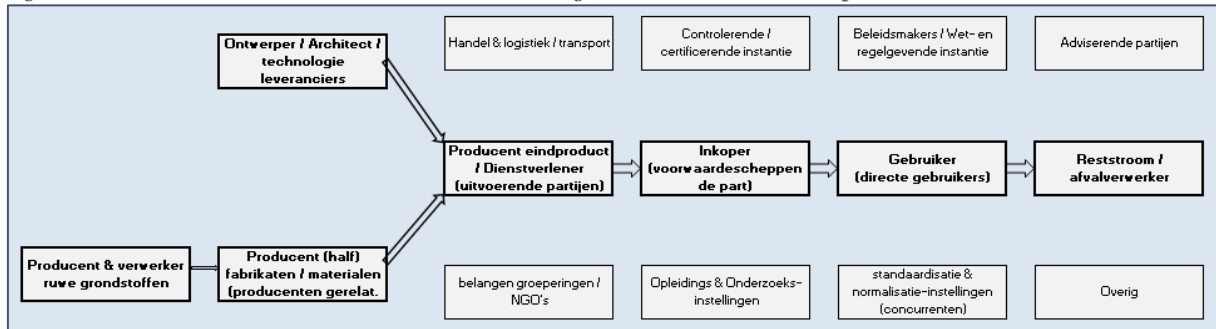 Ontwerper / Architect /
technologie
leveranciers
Handel & logistiek / transport
Controlerende /
certificerende instantie
Beleidsmakers / Wet- en
regelgevende instantie
Adviserende partijen
Producent eindproduct
/ Dienstverlener
(uitvoerende partijen)
Inkoper
(voorwaardescheppen
de part)
Gebruiker
(directe gebruikers)
Reststroom /
afvalverwerker
Producent & verwerker
ruwe grondstoffen
Producent (half)
fabrikaten / materialen
(producenten gerelat.
belangen groeperingen /
NGO's
Opleidings & Onderzoeks-
instellingen
standaardisatie &
normalisatie-instellingen
(concurrenten)
Overig